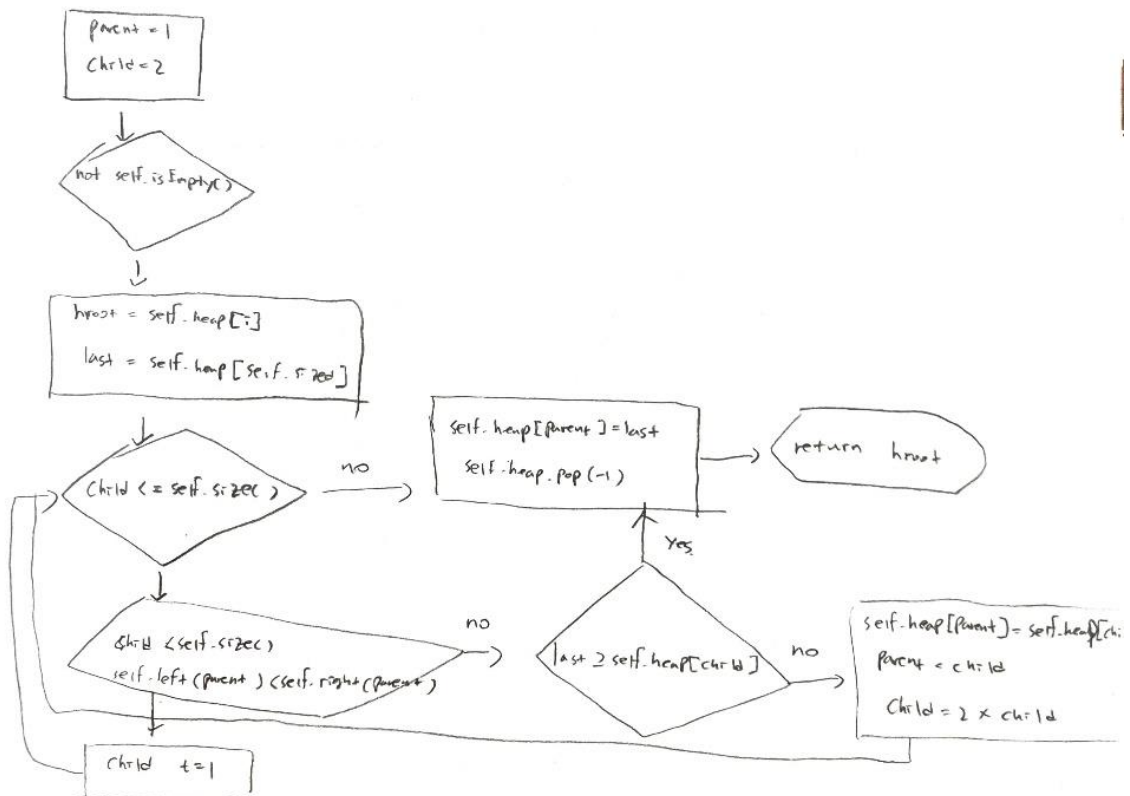 parent = 1
Child = 2
not self.isEmpty()
hroot = self.heap[i]
last = self.heap[self.sized]
Child <= self.size()
no
self.heap[parent] = last
self.heap.pop(-1)
return hroot
Yes.
child < self.size()
self.left(parent) < self.right(parent)
no
last ≥ self.heap[child]
no
self.heap[parent] = self.heap[chi
parent = child
Child = 2 × child
Child t=1